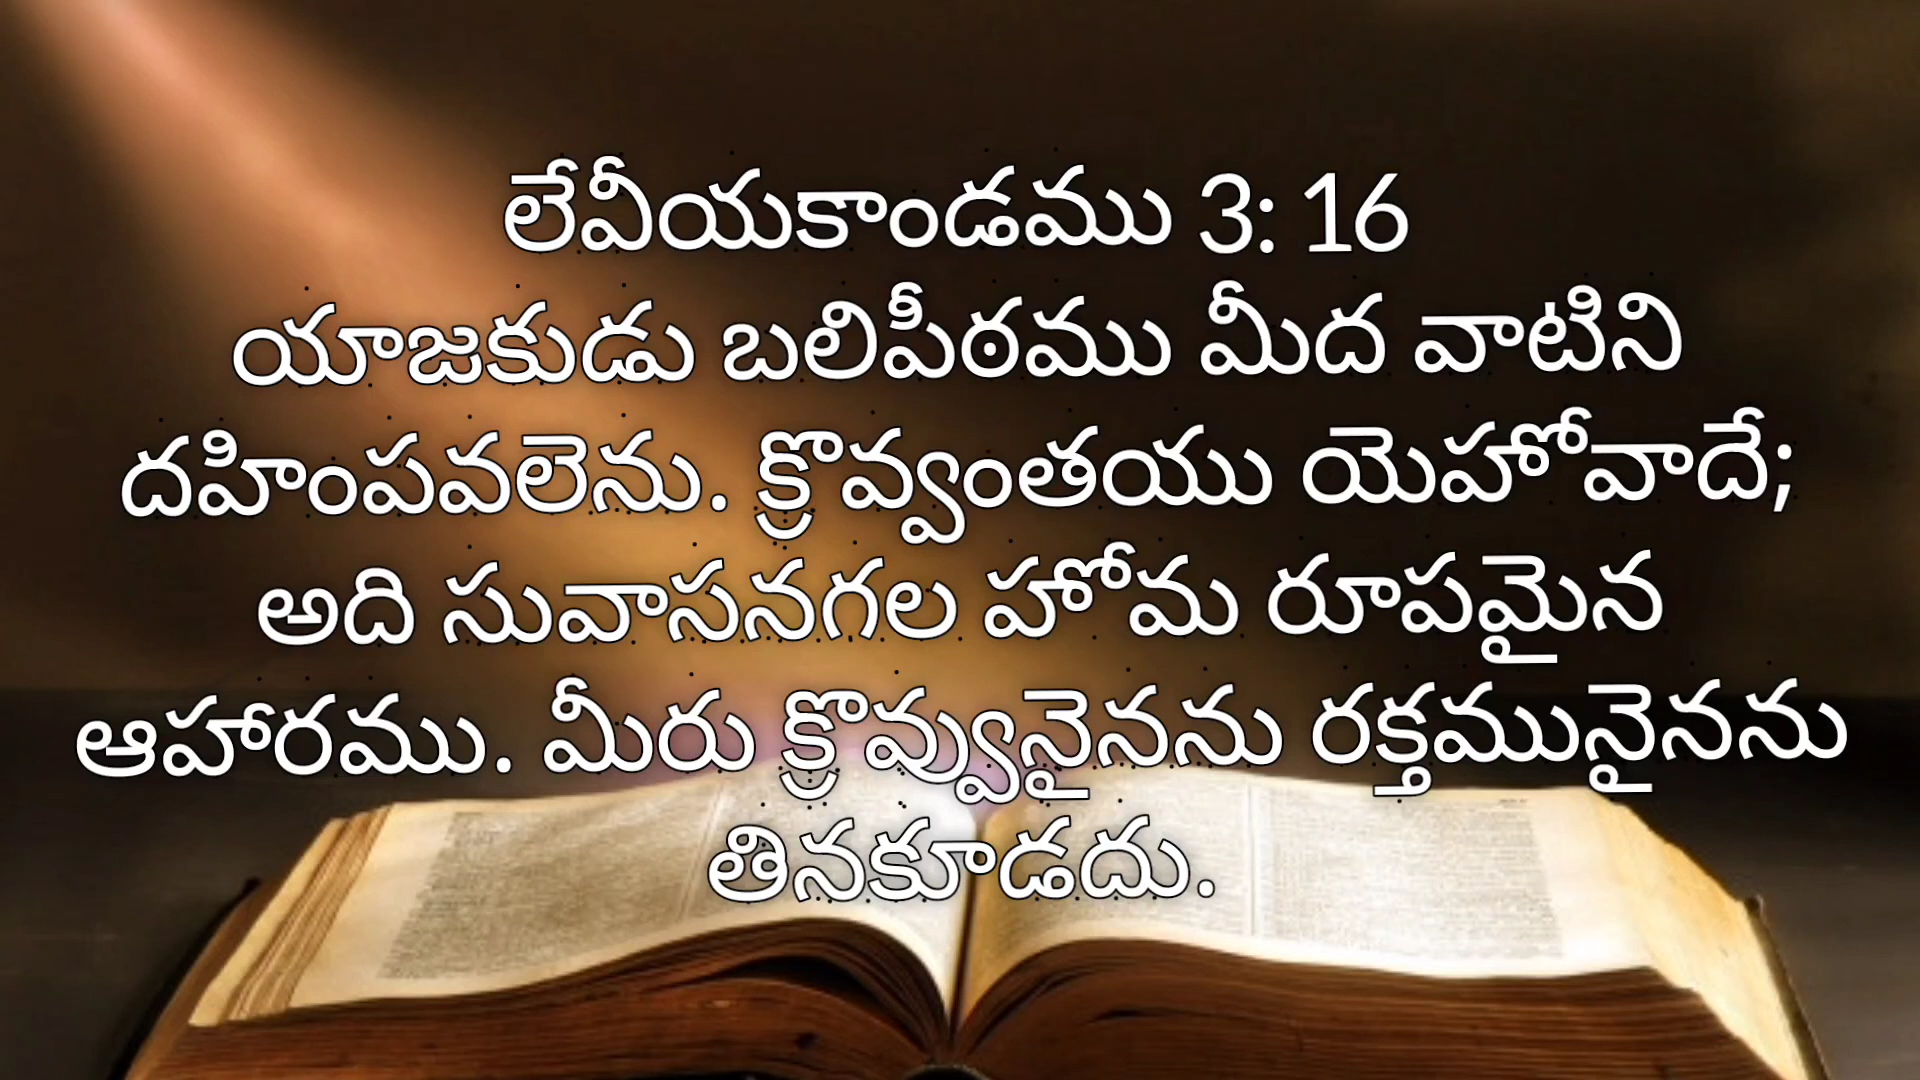 లేవీయకాండము 3: 16
యాజకుడు బలిపీఠము మీద వాటిని
దహింపవలెను. క్రొవ్వంతయు యెహోవాదే;
అది సువాసనగల హోమ రూపమైన
ఆహారము. మీరు క్రొవ్వునైనను రక్తమునైనను
తినకూడదు.